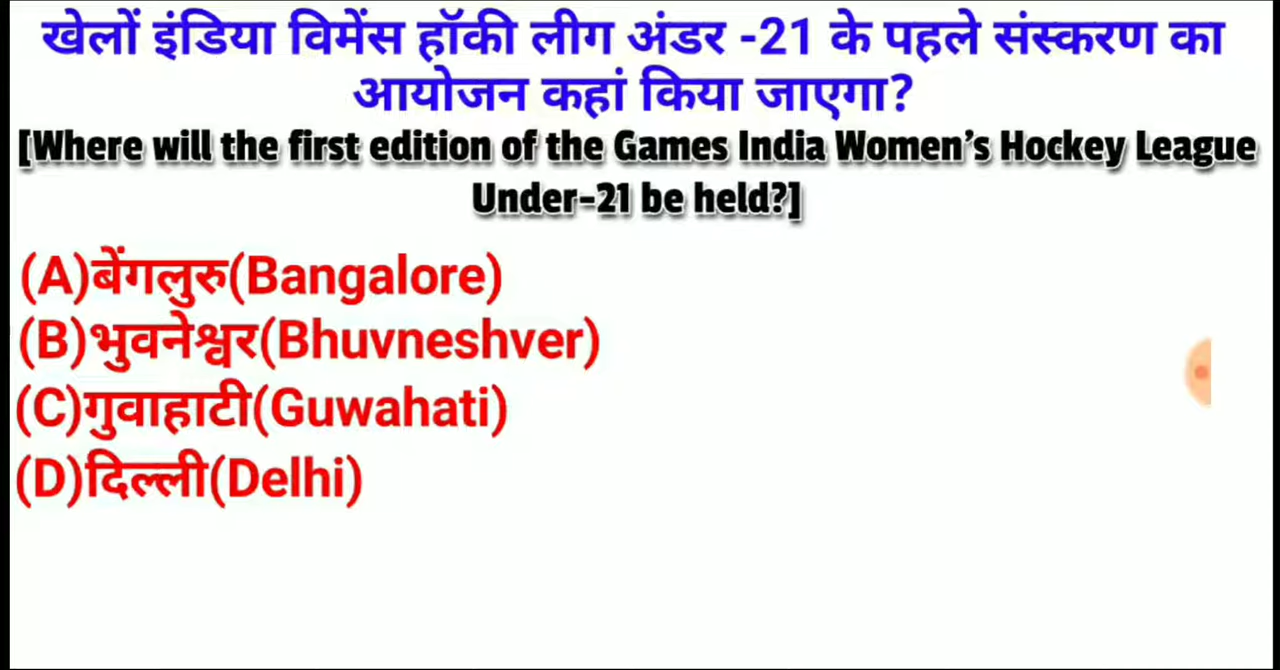 खेलों इंडिया विमेंस हॉकी लीग अंडर -21 के पहले संस्करण का
आयोजन कहां किया जाएगा?
[Where will the first edition of the Games India Women's Hockey League
Under-21 be held?]
(A)बेंगलुरु(Bangalore)
(B)भुवनेश्वर(Bhuvneshver)
(C)गुवाहाटी(Guwahati)
(D)दिल्ली(Delhi)